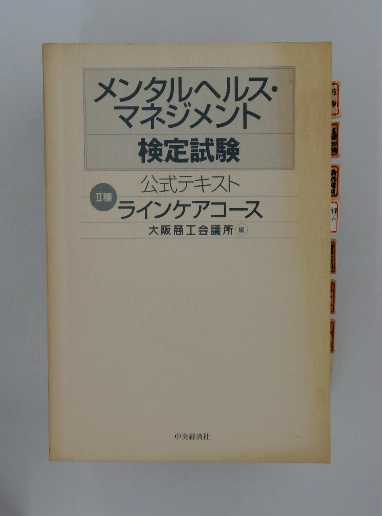 メンタルヘルス・
マネジメント
検定試験
公式テキスト
Ⅱ種
ラインケアコース
大阪商工会議所 編
中央経済社